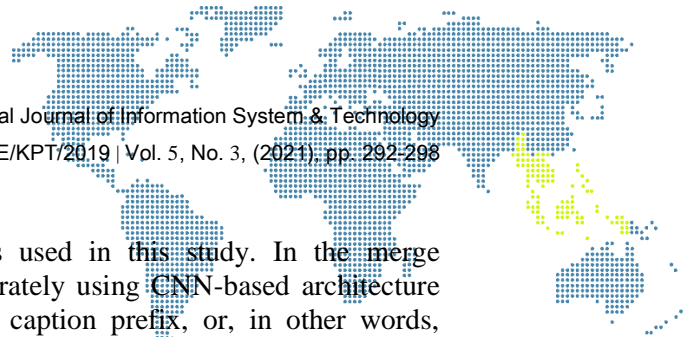 al Journal of Information System & Technology
E/KPT/2019 | Vol. 5, No. 3, (2021), pp. 292-298
s used in this study. In the merge
rately using CNN-based architecture
caption prefix, or, in other words,